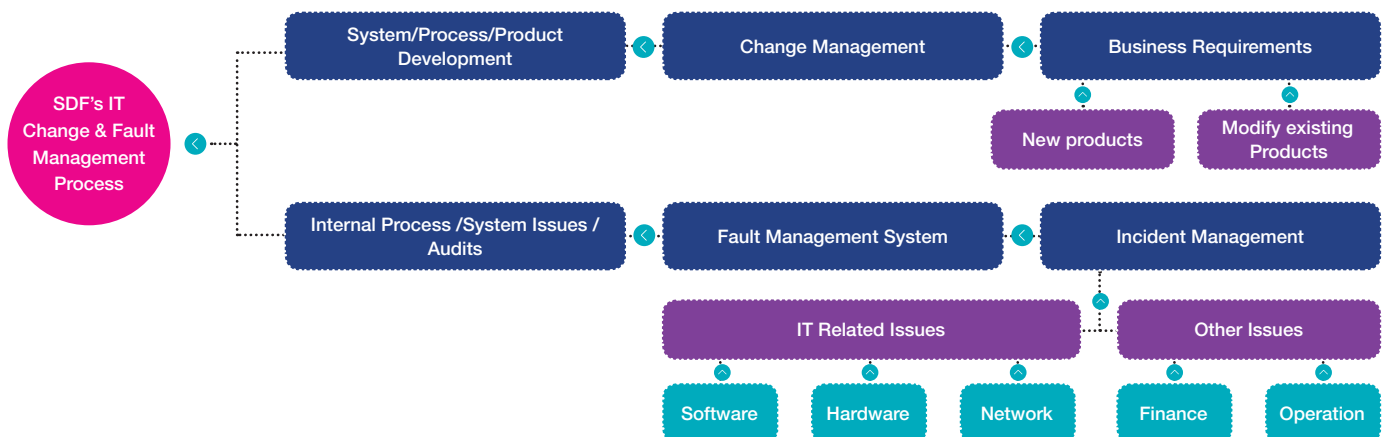 System/Process/Product
Development
Change Management
Business Requirements
SDF's IT
Change & Fault
Management
Process
New products
Modify existing
Products
Internal Process /System Issues /
Audits
Fault Management System
Incident Management
IT Related Issues
Other Issues
Software
Hardware
Network
Finance
Operation